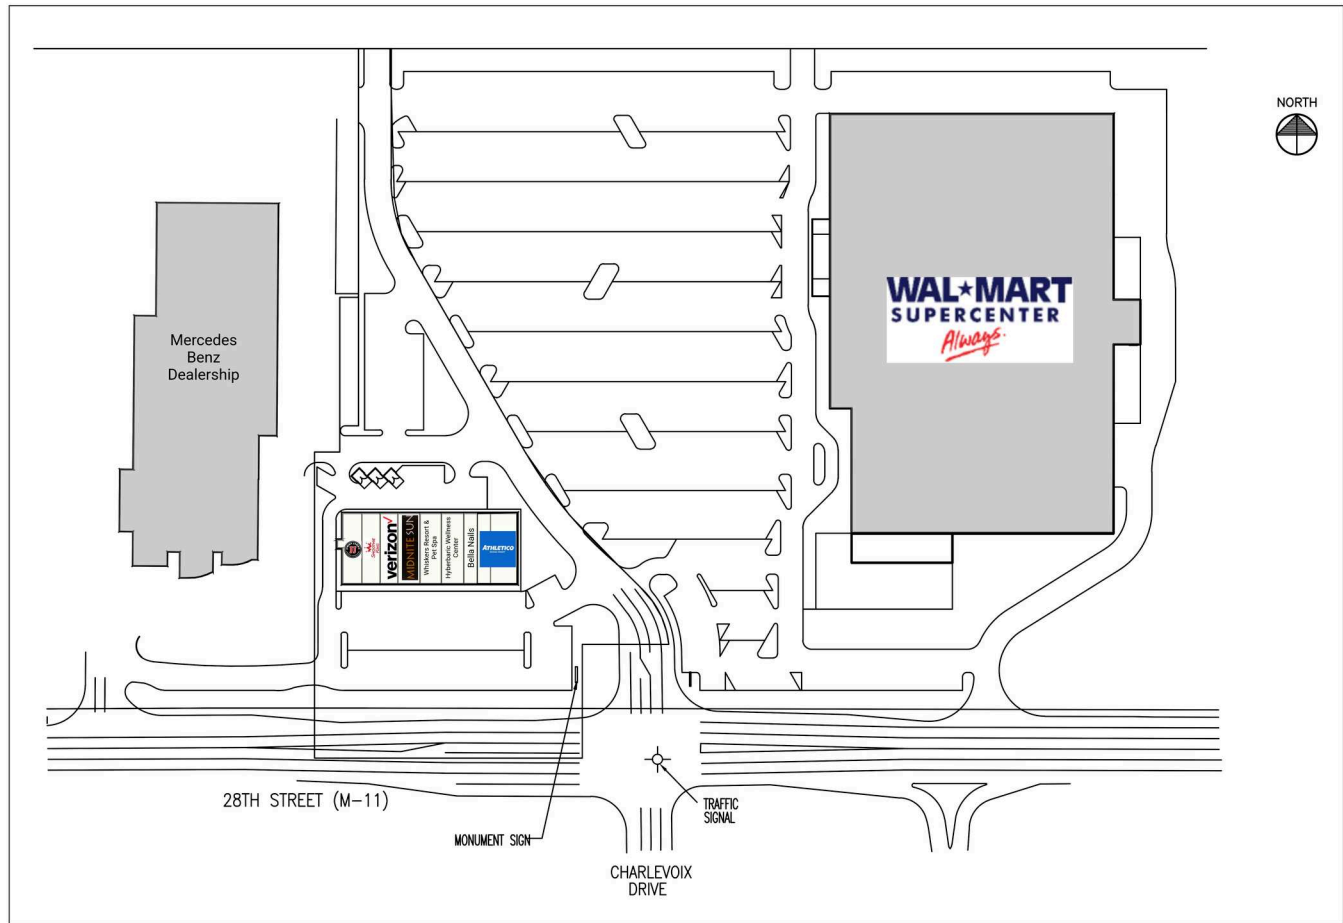 NORTH
WAL★MART
SUPERCENTER
Always.
Mercedes
Benz
Dealership
verizon
MIDNITE SUN
Whiskers Resort &
Pet Spa
Hyberbaric Wellness
Center
Bella Nails
ATHLETICO
28TH STREET (M-11)
TRAFFIC
SIGNAL
MONUMENT SIGN
CHARLEVOIX
DRIVE